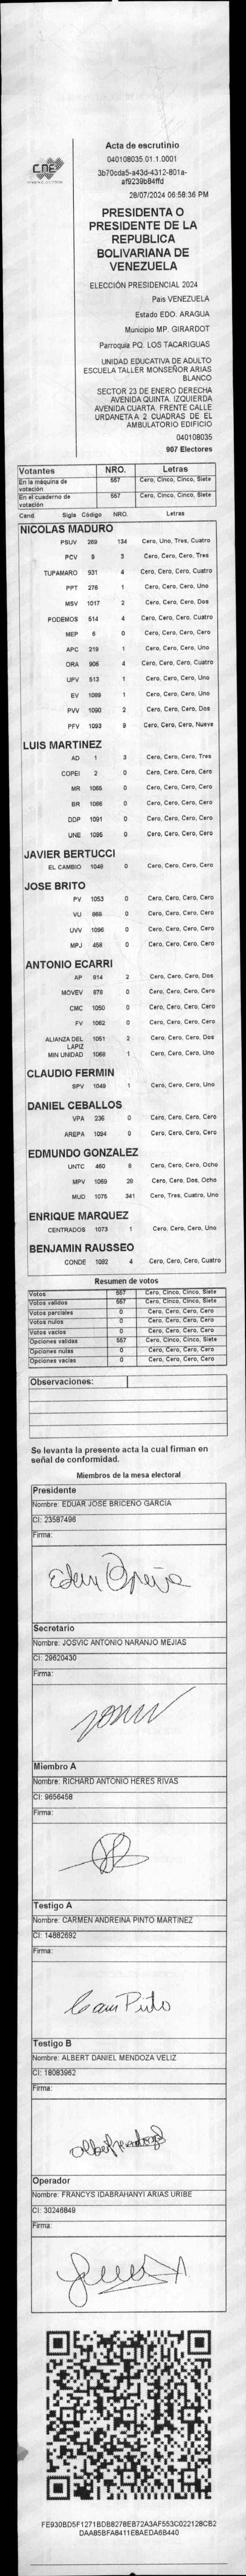 Acta de escrutinio
040108035.01.1.0001
3b70cda5-a43d-4312-801a-
af9239b84ffd
28/07/2024 06:58:36 PM
CNE
PRESIDENTA O
PRESIDENTE DE LA
REPUBLICA
BOLIVARIANA DE
VENEZUELA
ELECCIÓN PRESIDENCIAL 2024
Pais VENEZUELA
Estado EDO. ARAGUA
Municipio MP. GIRARDOT
Parroquia PQ. LOS TACARIGUAS
UNIDAD EDUCATIVA DE ADULTO
ESCUELA TALLER MONSEÑOR ARIAS
BLANCO
SECTOR 23 DE ENERO DERECHA
AVENIDA QUINTA. IZQUIERDA
AVENIDA CUARTA. FRENTE CALLE
URDANETA A 2 CUADRAS DE EL
AMBULATORIO EDIFICIO
040108035
907 Electores
Votantes NRO. Letras
En la máquina de votación 557 Cero, Cinco, Cinco, Siete
En el cuaderno de votación 557 Cero, Cinco, Cinco, Siete
Cand. Sigla Código NRO. Letras
NICOLAS MADURO
PSUV 269 134 Cero, Uno, Tres, Cuatro
PCV 9 3 Cero, Cero, Cero, Tres
TUPAMARO 931 4 Cero, Cero, Cero, Cuatro
PPT 276 1 Cero, Cero, Cero, Uno
MSV 1017 2 Cero, Cero, Cero, Dos
PODEMOS 514 4 Cero, Cero, Cero, Cuatro
MEP 6 0 Cero, Cero, Cero, Cero
APC 219 1 Cero, Cero, Cero, Uno
ORA 906 4 Cero, Cero, Cero, Cuatro
UPV 513 1 Cero, Cero, Cero, Uno
EV 1089 1 Cero, Cero, Cero, Uno
PVV 1090 2 Cero, Cero, Cero, Dos
PFV 1093 9 Cero, Cero, Cero, Nueve
LUIS MARTINEZ
AD 1 3 Cero, Cero, Cero, Tres
COPEI 2 0 Cero, Cero, Cero, Cero
MR 1065 0 Cero, Cero, Cero, Cero
BR 1066 0 Cero, Cero, Cero, Cero
DDP 1091 0 Cero, Cero, Cero, Cero
UNE 1095 0 Cero, Cero, Cero, Cero
JAVIER BERTUCCI
EL CAMBIO 1048 0 Cero, Cero, Cero, Cero
JOSE BRITO
PV 1053 0 Cero, Cero, Cero, Cero
VU 868 0 Cero, Cero, Cero, Cero
UVV 1096 0 Cero, Cero, Cero, Cero
MPJ 458 0 Cero, Cero, Cero, Cero
ANTONIO ECARRI
AP 914 2 Cero, Cero, Cero, Dos
MOVEV 878 0 Cero, Cero, Cero, Cero
CMC 1050 0 Cero, Cero, Cero, Cero
FV 1062 0 Cero, Cero, Cero, Cero
ALIANZA DEL LAPIZ 1051 2 Cero, Cero, Cero, Dos
MIN UNIDAD 1068 1 Cero, Cero, Cero, Uno
CLAUDIO FERMIN
SPV 1049 1 Cero, Cero, Cero, Uno
DANIEL CEBALLOS
VPA 236 0 Cero, Cero, Cero, Cero
AREPA 1094 0 Cero, Cero, Cero, Cero
EDMUNDO GONZALEZ
UNTC 460 8 Cero, Cero, Cero, Ocho
MPV 1069 28 Cero, Cero, Dos, Ocho
MUD 1075 341 Cero, Tres, Cuatro, Uno
ENRIQUE MARQUEZ
CENTRADOS 1073 1 Cero, Cero, Cero, Uno
BENJAMIN RAUSSEO
CONDE 1092 4 Cero, Cero, Cero, Cuatro
Resumen de votos
Votos 557 Cero, Cinco, Cinco, Siete
Votos validos 557 Cero, Cinco, Cinco, Siete
Votos parciales 0 Cero, Cero, Cero, Cero
Votos nulos 0 Cero, Cero, Cero, Cero
Votos vacios 0 Cero, Cero, Cero, Cero
Opciones validas 557 Cero, Cinco, Cinco, Siete
Opciones nulas 0 Cero, Cero, Cero, Cero
Opciones vacias 0 Cero, Cero, Cero, Cero
Observaciones:
Se levanta la presente acta la cual firman en
señal de conformidad.
Miembros de la mesa electoral
Presidente
Nombre: EDUAR JOSE BRICEÑO GARCIA
CI: 23587496
Firma:
Secretario
Nombre: JOSVIC ANTONIO NARANJO MEJIAS
CI: 29620430
Firma:
Miembro A
Nombre: RICHARD ANTONIO HERES RIVAS
CI: 9656458
Firma:
Testigo A
Nombre: CARMEN ANDREINA PINTO MARTINEZ
CI: 14882692
Firma:
Testigo B
Nombre: ALBERT DANIEL MENDOZA VELIZ
CI: 18083962
Firma:
Operador
Nombre: FRANCYS IDABRAHANYI ARIAS URIBE
CI: 30246849
Firma:
FE930BD5F1271BDB8278EB72A3AF553C022128CB2
DAA85BFA8411E8AEDA6B440